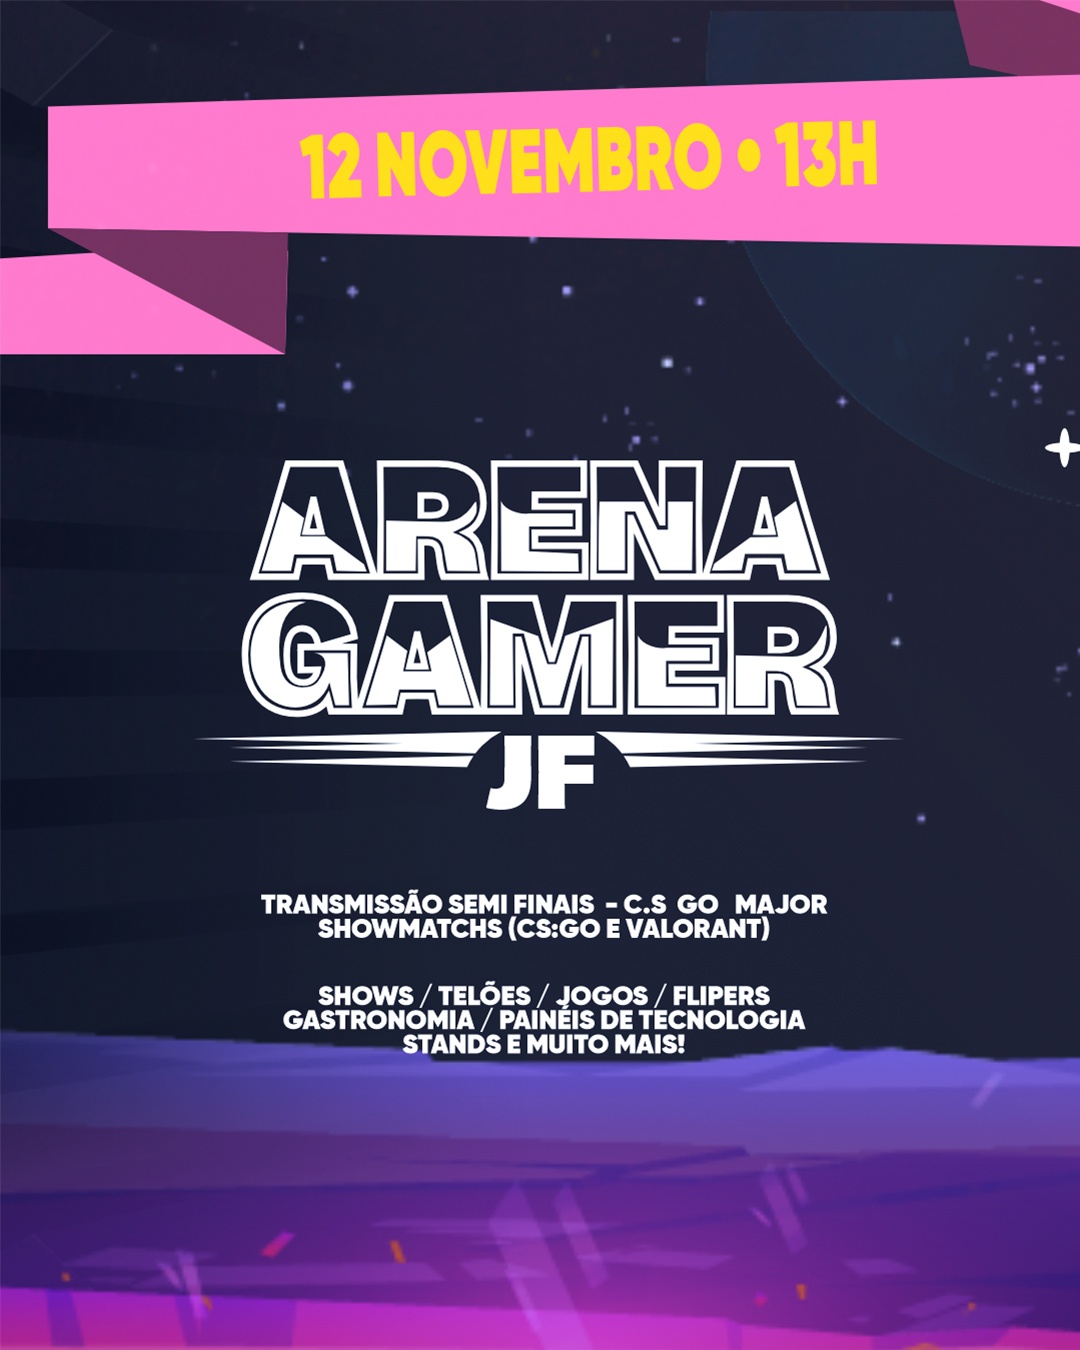 12 NOVEMBRO • 13H
ARENA
GAMER
JF
TRANSMISSÃO SEMI FINAIS - C.S GO MAJOR
SHOWMATCHS (CS:GO E VALORANT)
SHOWS / TELÕES / JOGOS / FLIPERS
GASTRONOMIA / PAINÉIS DE TECNOLOGIA
STANDS E MUITO MAIS!